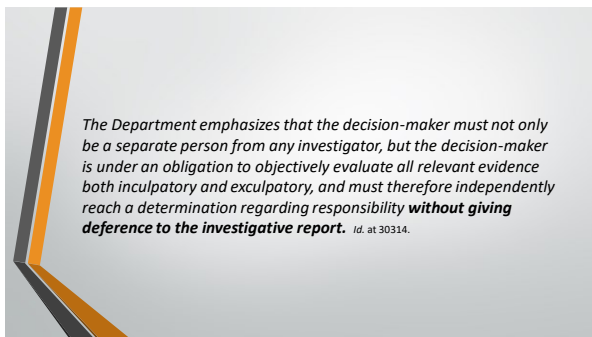 The Department emphasizes that the decision-maker must not only
be a separate person from any investigator, but the decision-maker
is under an obligation to objectively evaluate all relevant evidence
both inculpatory and exculpatory, and must therefore independently
reach a determination regarding responsibility without giving
deference to the investigative report. Id. at 30314.